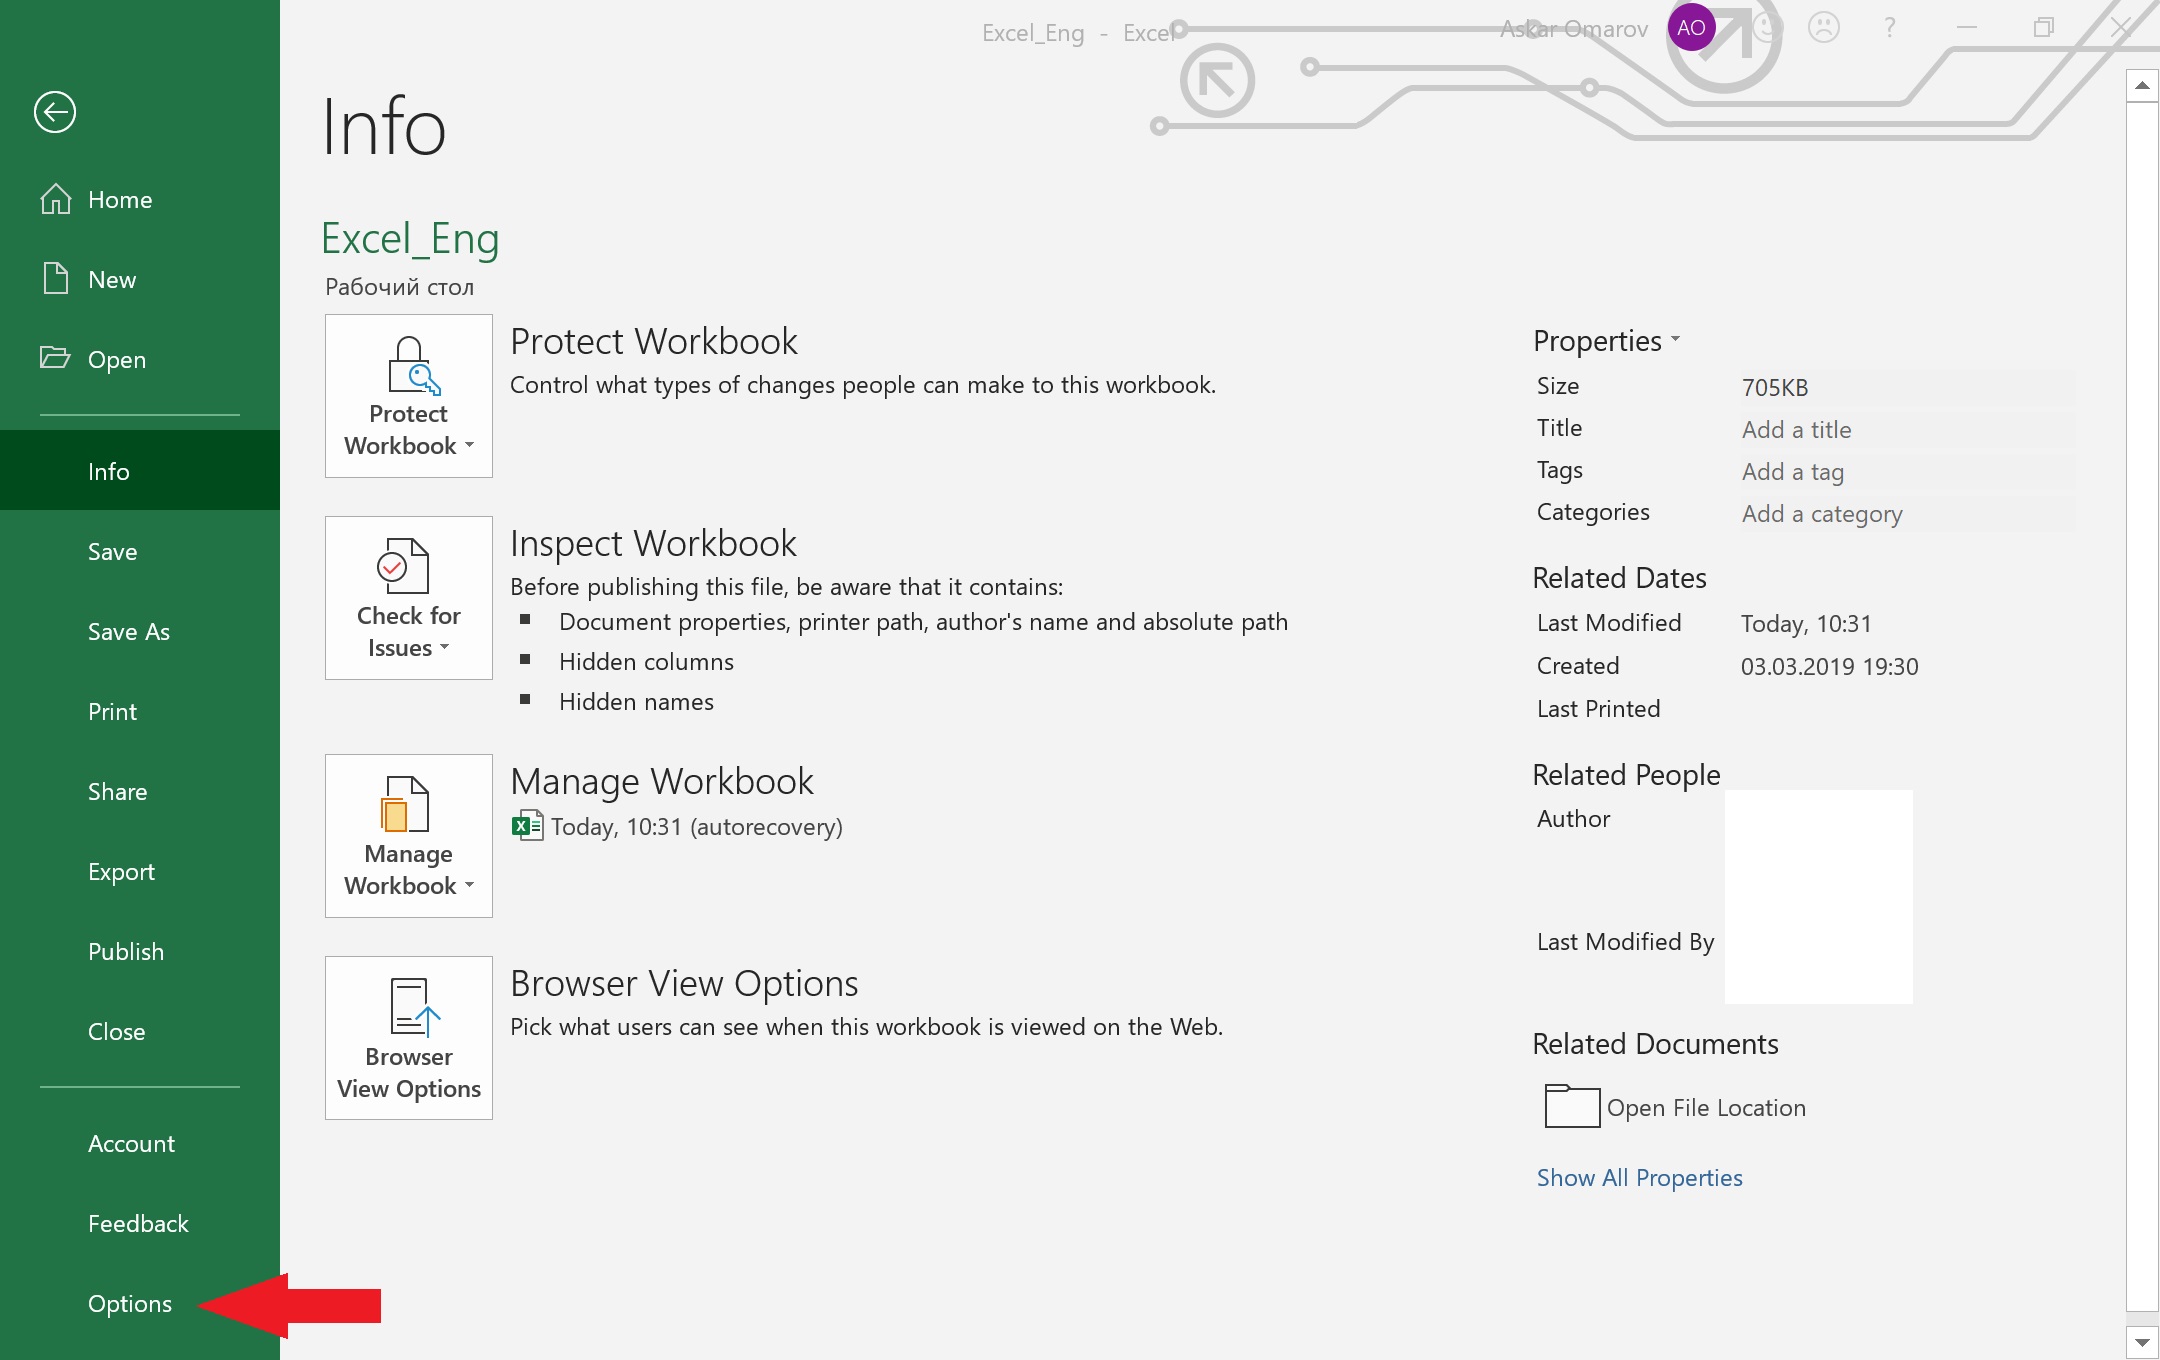 Excel_Eng - Excel
Askar Omarov
AO
?
Info
Home
New
Open
Info
Save
Save As
Print
Share
Export
Publish
Close
Account
Feedback
Options
Excel_Eng
Рабочий стол
Protect
Workbook
Protect Workbook
Control what types of changes people can make to this workbook.
Check for
Issues
Inspect Workbook
Before publishing this file, be aware that it contains:
Document properties, printer path, author's name and absolute path
Hidden columns
Hidden names
Manage
Workbook
Manage Workbook
Today, 10:31 (autorecovery)
Browser
View Options
Browser View Options
Pick what users can see when this workbook is viewed on the Web.
Properties
Size 705KB
Title Add a title
Tags Add a tag
Categories Add a category
Related Dates
Last Modified Today, 10:31
Created 03.03.2019 19:30
Last Printed
Related People
Author
Last Modified By
Related Documents
Open File Location
Show All Properties